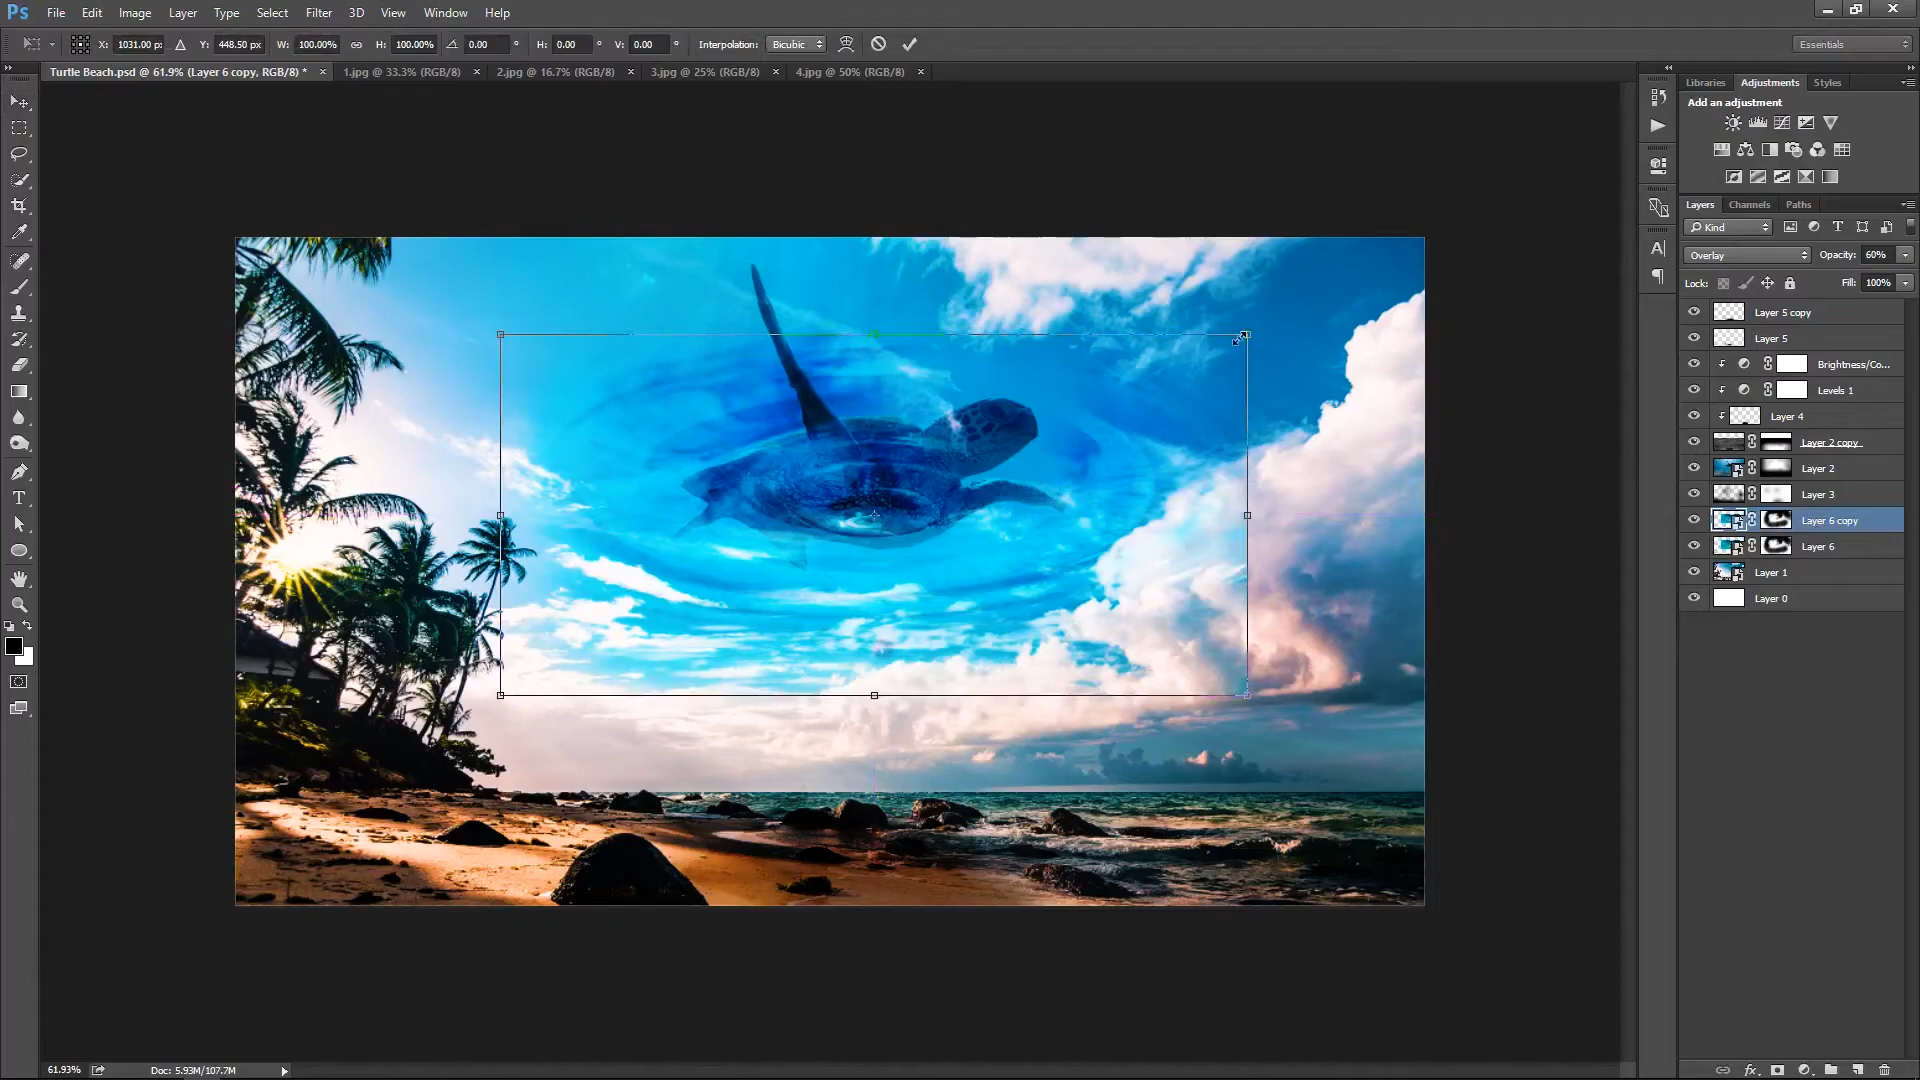 Ps File Edit Image Layer Type Select Filter 3D View Window Help
X: 1031.00 px Y: 448.50 px W: 100.00% H: 100.00% 0.00 ° H: 0.00 ° V: 0.00 ° Interpolation: Bicubic Essentials
Turtle Beach.psd @ 61.9% (Layer 6 copy, RGB/8) * × 1.jpg @ 33.3% (RGB/8) × 2.jpg @ 16.7% (RGB/8) × 3.jpg @ 25% (RGB/8) × 4.jpg @ 50% (RGB/8) ×
Libraries Adjustments Styles
Add an adjustment
Layers Channels Paths
Kind
Overlay Opacity: 60%
Lock: Fill: 100%
Layer 5 copy
Layer 5
Brightness/Co...
Levels 1
Layer 4
Layer 2 copy
Layer 2
Layer 3
Layer 6 copy
Layer 6
Layer 1
Layer 0
61.93% Doc: 5.93M/107.7M